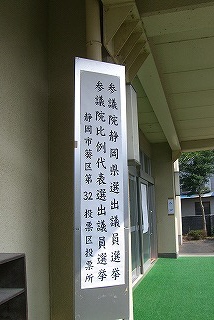 参議院静岡県選出議員選挙
参議院比例代表選出議員選挙
静岡市葵区第32投票区投票所